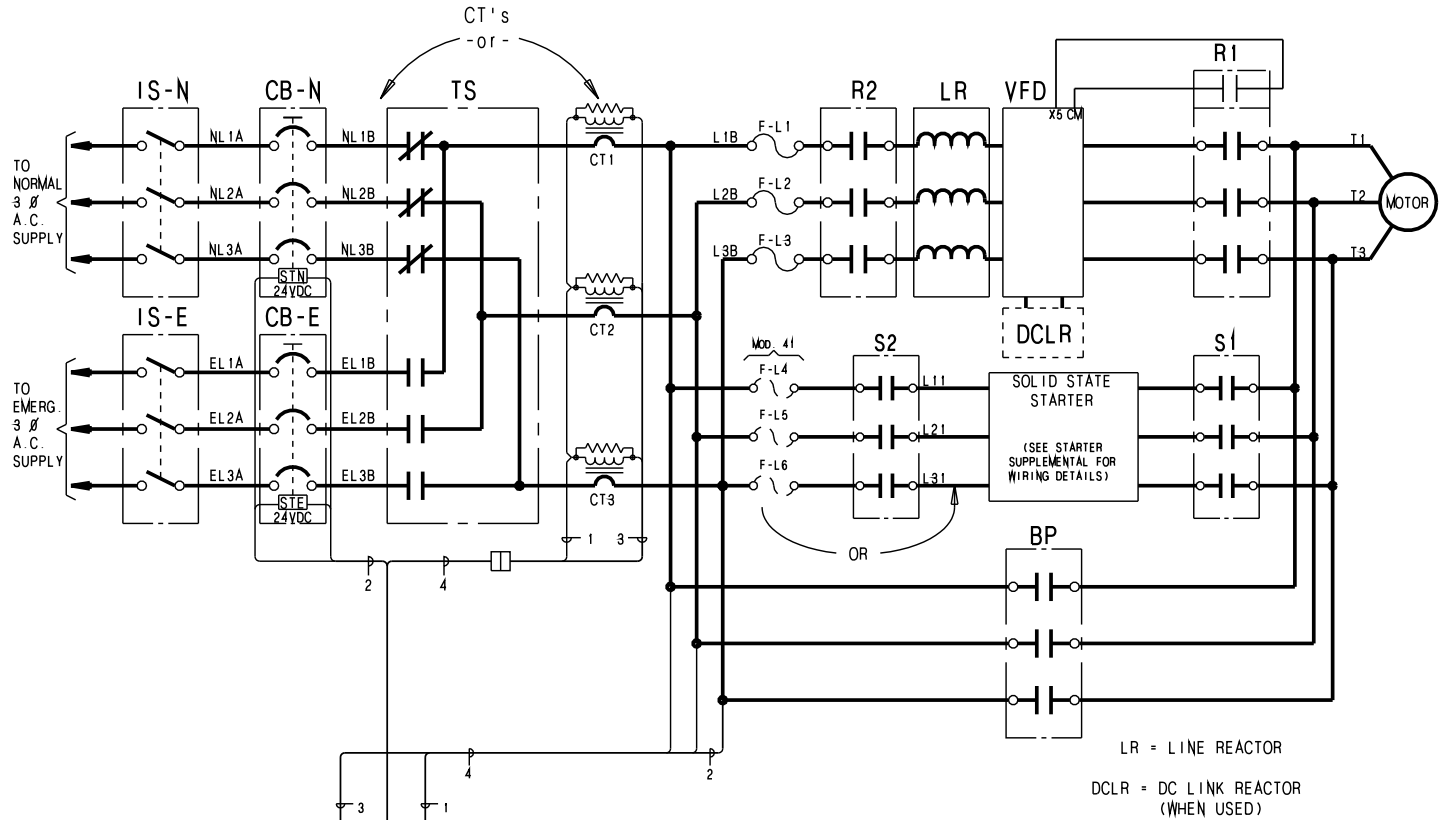 CT's
-or-
IS-N
CB-N
TS
R2
LR
VFD
R1
X5 CM
TO
NORMAL
3 Ø
A.C.
SUPPLY
NL1A
NL1B
NL2A
NL2B
NL3A
NL3B
STN
24VDC
CT1
CT2
CT3
L1B
F-L1
L2B
F-L2
L3B
F-L3
T1
T2
T3
MOTOR
DCLR
IS-E
CB-E
TO
EMERG.
3 Ø
A.C.
SUPPLY
EL1A
EL1B
EL2A
EL2B
EL3A
EL3B
STE
24VDC
MOD. 41
F-L4
F-L5
F-L6
S2
L11
L21
L31
SOLID STATE
STARTER
(SEE STARTER
SUPPLEMENTAL FOR
WIRING DETAILS)
S1
OR
1
3
2
4
BP
4
2
3
1
LR = LINE REACTOR
DCLR = DC LINK REACTOR
(WHEN USED)